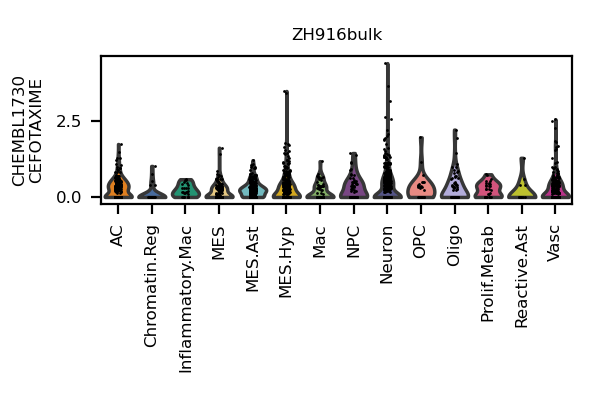 ZH916bulk
CHEMBL1730
CEFOTAXIME
2.5
0.0
AC
Chromatin.Reg
Inflammatory.Mac
MES
MES.Ast
MES.Hyp
Mac
NPC
Neuron
OPC
Oligo
Prolif.Metab
Reactive.Ast
Vasc